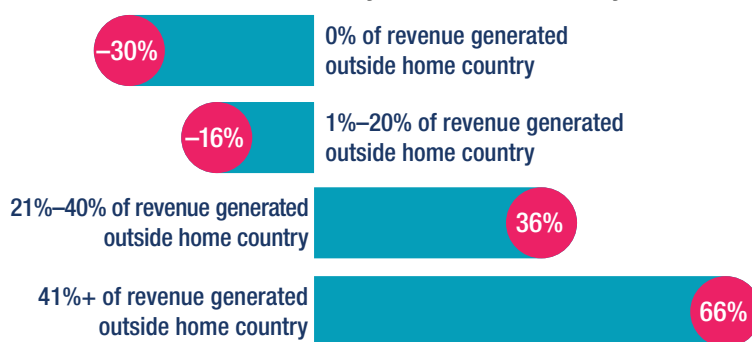 –30%
0% of revenue generated
outside home country
–16%
1%–20% of revenue generated
outside home country
21%–40% of revenue generated
outside home country
36%
41%+ of revenue generated
outside home country
66%